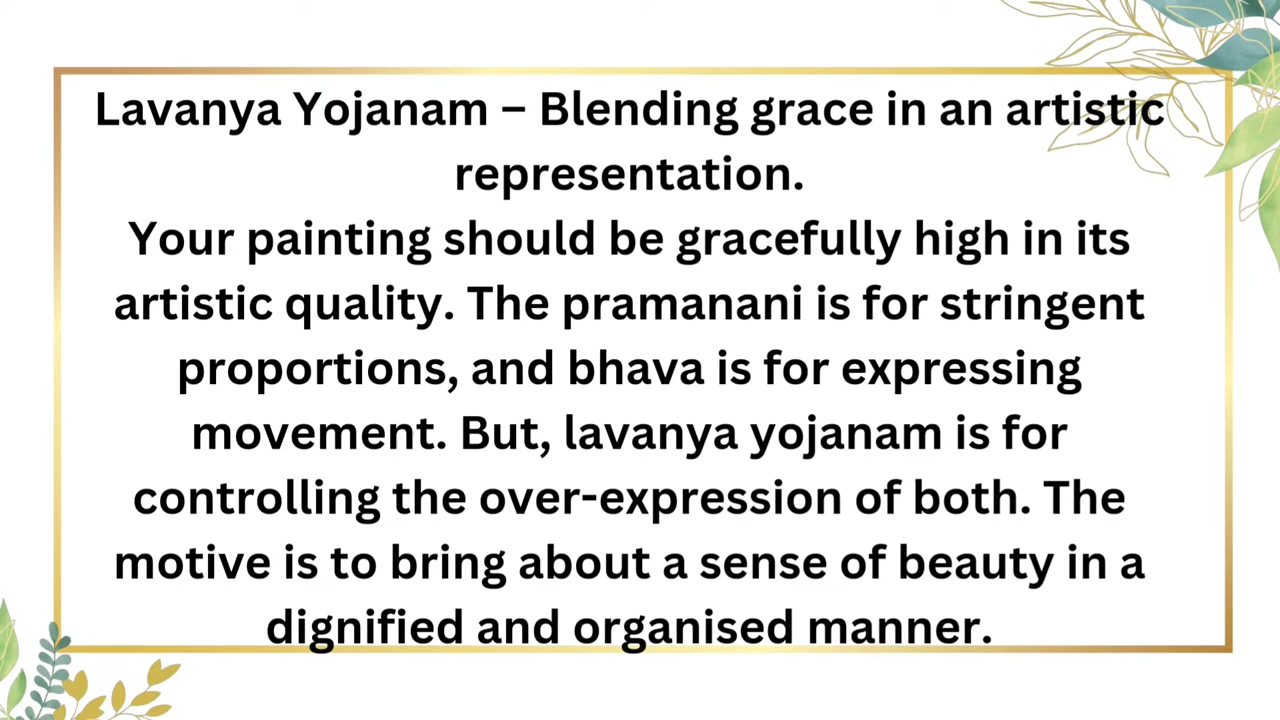 Lavanya Yojanam – Blending grace in an artistic
representation.
Your painting should be gracefully high in its
artistic quality. The pramanani is for stringent
proportions, and bhava is for expressing
movement. But, lavanya yojanam is for
controlling the over-expression of both. The
motive is to bring about a sense of beauty in a
dignified and organised manner.